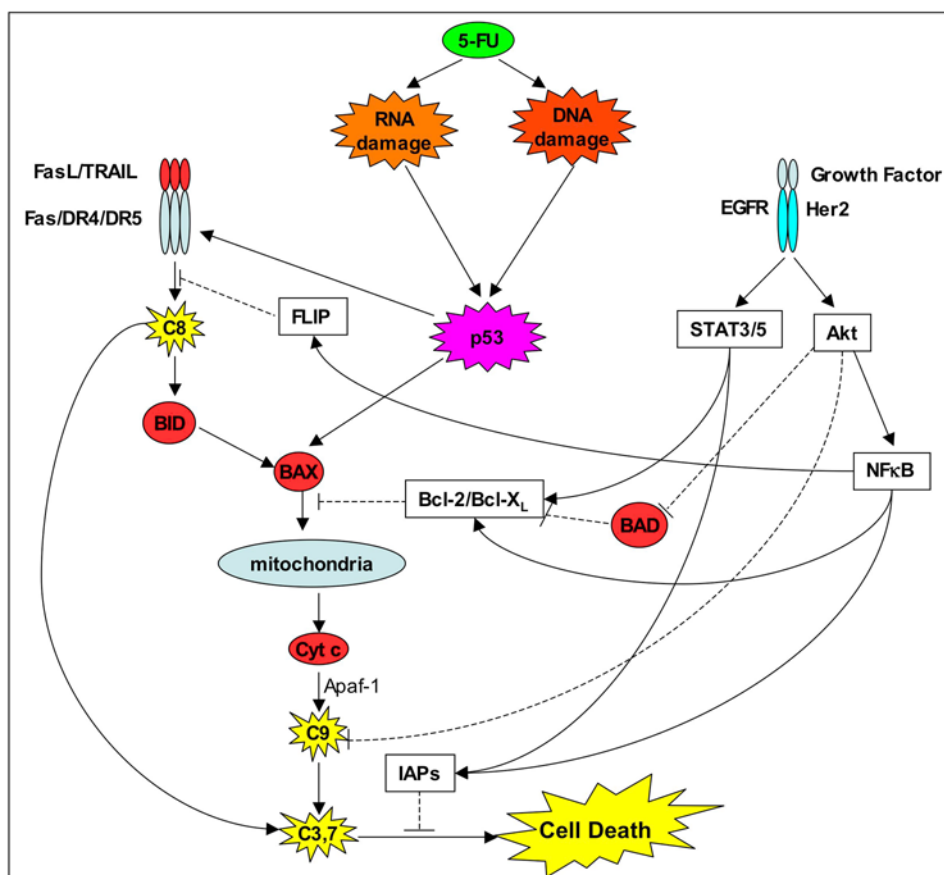 5-FU
RNA
damage
DNA
damage
FasL/TRAIL
Growth Factor
Fas/DR4/DR5
EGFR
Her2
C8
FLIP
p53
STAT3/5
Akt
BID
BAX
NFκB
Bcl-2/Bcl-XL
BAD
mitochondria
Cyt c
Apaf-1
C9
IAPs
C3,7
Cell Death